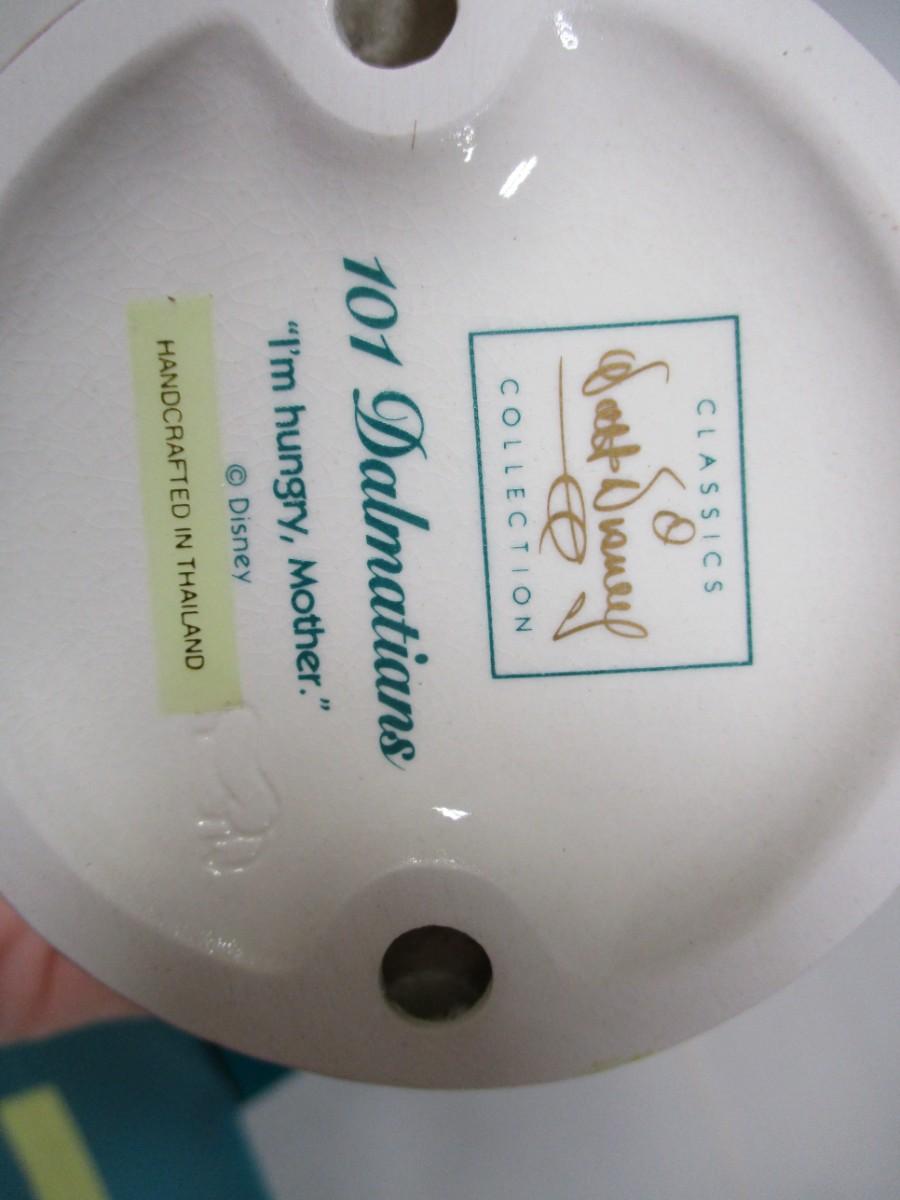 CLASSICS
Walt Disney
COLLECTION
101 Dalmatians
“I'm hungry, Mother.”
© Disney
HANDCRAFTED IN THAILAND